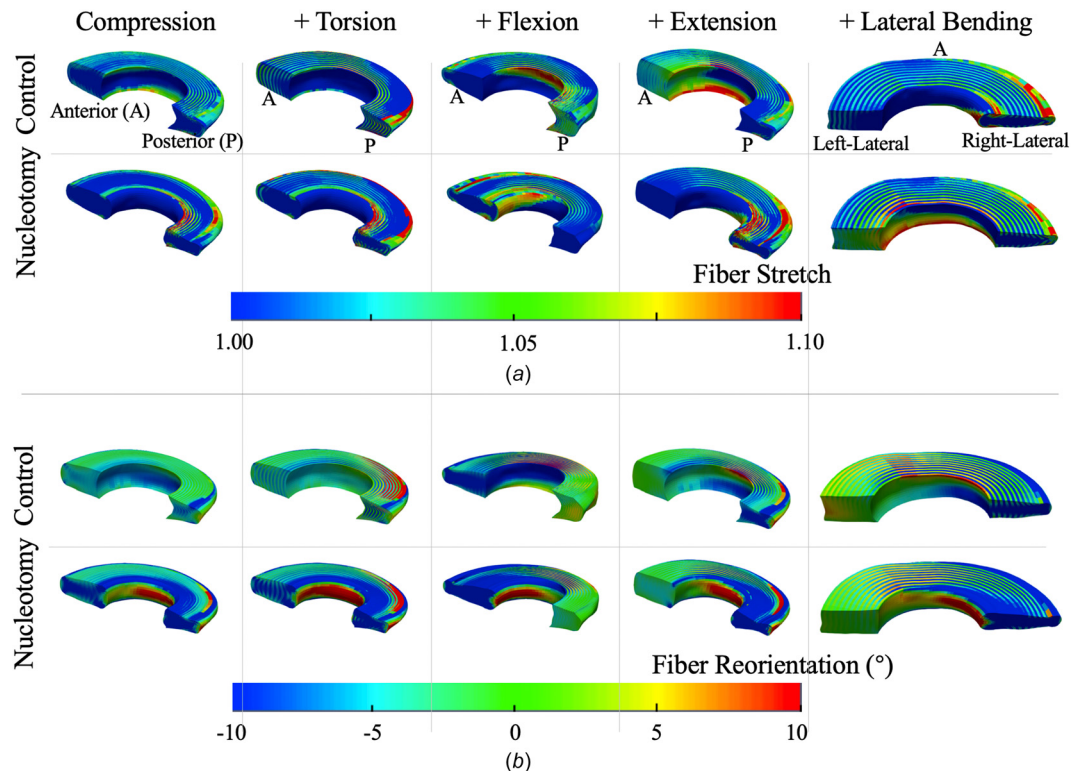 Compression + Torsion + Flexion + Extension + Lateral Bending
Control
Anterior (A)
Posterior (P)
A
P
A
P
A
P
A
Left-Lateral
Right-Lateral
Nucleotomy
Fiber Stretch
1.00 1.05 1.10
(a)
Control
Nucleotomy
Fiber Reorientation (°)
-10 -5 0 5 10
(b)